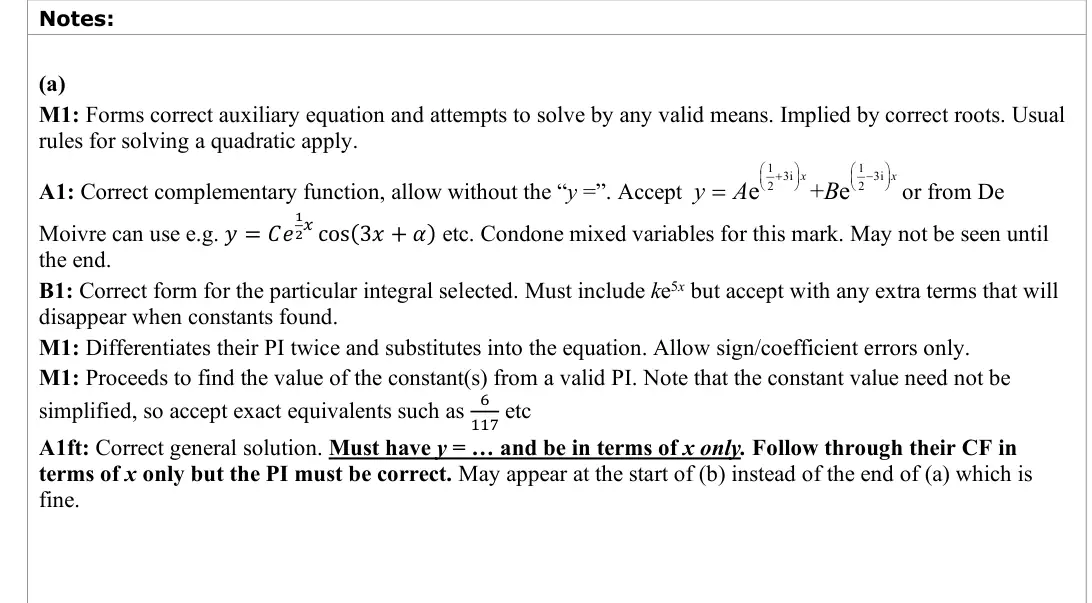 Notes:
(a)
M1: Forms correct auxiliary equation and attempts to solve by any valid means. Implied by correct roots. Usual
rules for solving a quadratic apply.
A1: Correct complementary function, allow without the “y =”. Accept y = Ae^{(1/2+3i)x} +Be^{(1/2−3i)x} or from De
Moivre can use e.g. y = Ce^{1/2 x} cos(3x + α) etc. Condone mixed variables for this mark. May not be seen until
the end.
B1: Correct form for the particular integral selected. Must include ke^{5x} but accept with any extra terms that will
disappear when constants found.
M1: Differentiates their PI twice and substitutes into the equation. Allow sign/coefficient errors only.
M1: Proceeds to find the value of the constant(s) from a valid PI. Note that the constant value need not be
simplified, so accept exact equivalents such as 6/117 etc
A1ft: Correct general solution. Must have y = … and be in terms of x only. Follow through their CF in
terms of x only but the PI must be correct. May appear at the start of (b) instead of the end of (a) which is
fine.